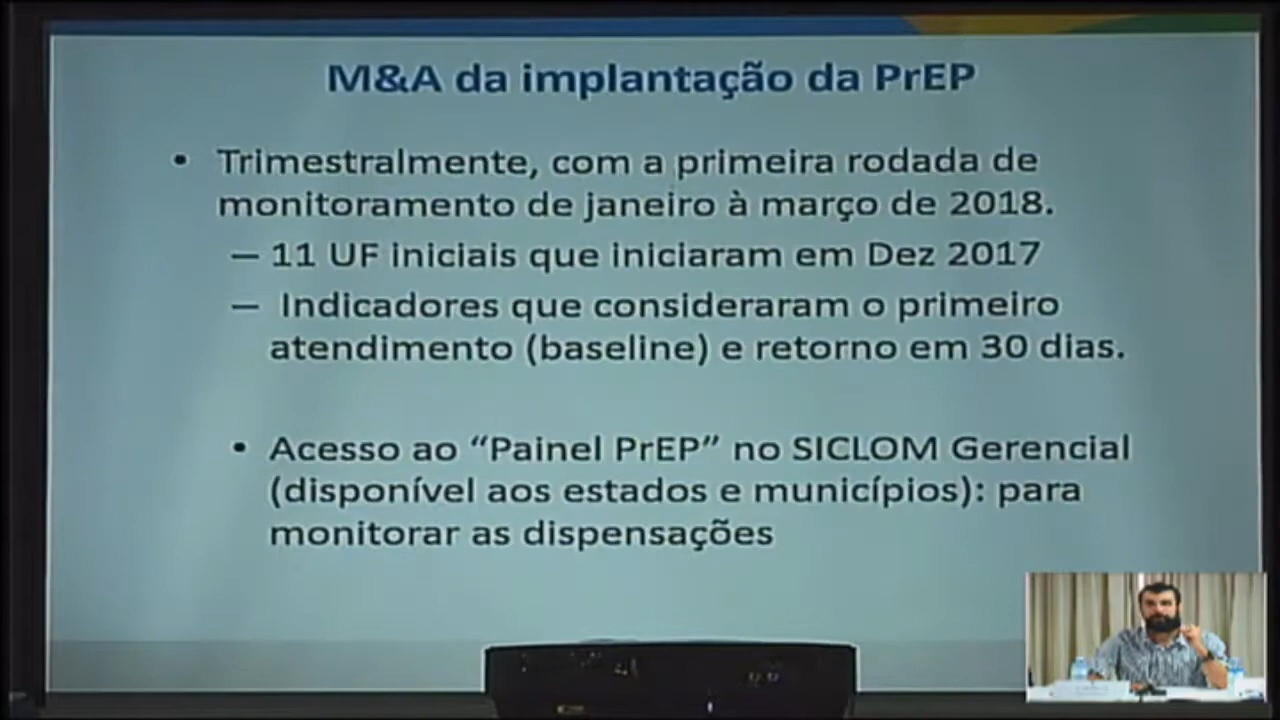 M&A da implantação da PrEP
• Trimestralmente, com a primeira rodada de
monitoramento de janeiro à março de 2018.
– 11 UF iniciais que iniciaram em Dez 2017
– Indicadores que consideraram o primeiro
atendimento (baseline) e retorno em 30 dias.
• Acesso ao “Painel PrEP” no SICLOM Gerencial
(disponível aos estados e municípios): para
monitorar as dispensações